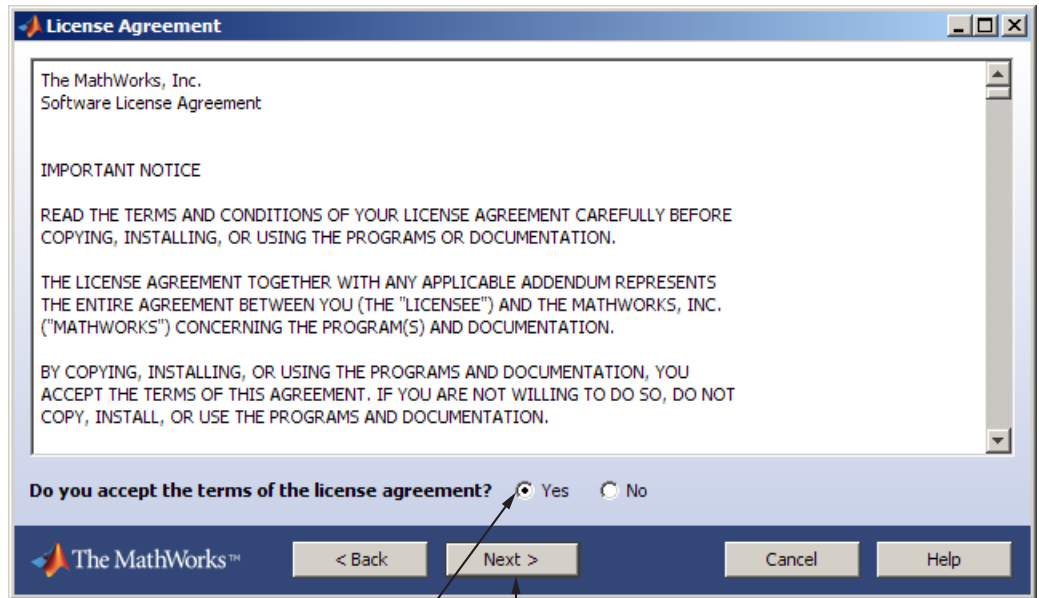 License Agreement
The MathWorks, Inc.
Software License Agreement
IMPORTANT NOTICE
READ THE TERMS AND CONDITIONS OF YOUR LICENSE AGREEMENT CAREFULLY BEFORE
COPYING, INSTALLING, OR USING THE PROGRAMS OR DOCUMENTATION.
THE LICENSE AGREEMENT TOGETHER WITH ANY APPLICABLE ADDENDUM REPRESENTS
THE ENTIRE AGREEMENT BETWEEN YOU (THE "LICENSEE") AND THE MATHWORKS, INC.
("MATHWORKS") CONCERNING THE PROGRAM(S) AND DOCUMENTATION.
BY COPYING, INSTALLING, OR USING THE PROGRAMS AND DOCUMENTATION, YOU
ACCEPT THE TERMS OF THIS AGREEMENT. IF YOU ARE NOT WILLING TO DO SO, DO NOT
COPY, INSTALL, OR USE THE PROGRAMS AND DOCUMENTATION.
Do you accept the terms of the license agreement? Yes No
The MathWorks™ < Back Next > Cancel Help